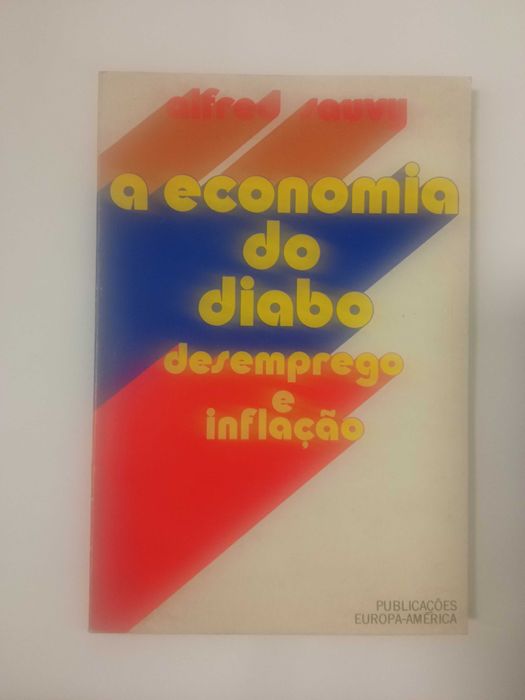 alfred sauvy
a economia
do
diabo
desemprego
e
inflação
PUBLICAÇÕES
EUROPA-AMÉRICA